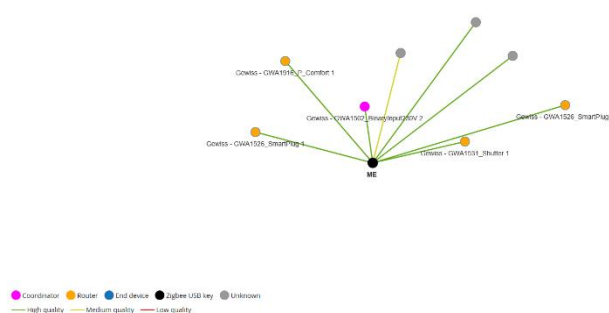 Gewiss - GWA1916_P_Comfort 1
Gewiss - GWA1502_BinaryInput230V 2
Gewiss - GWA1526_SmartPlug
Gewiss - GWA1526_SmartPlug 1
Gewiss - GWA1531_Shutter 1
ME
Coordinator Router End device Zigbee USB key Unknown
High quality Medium quality Low quality